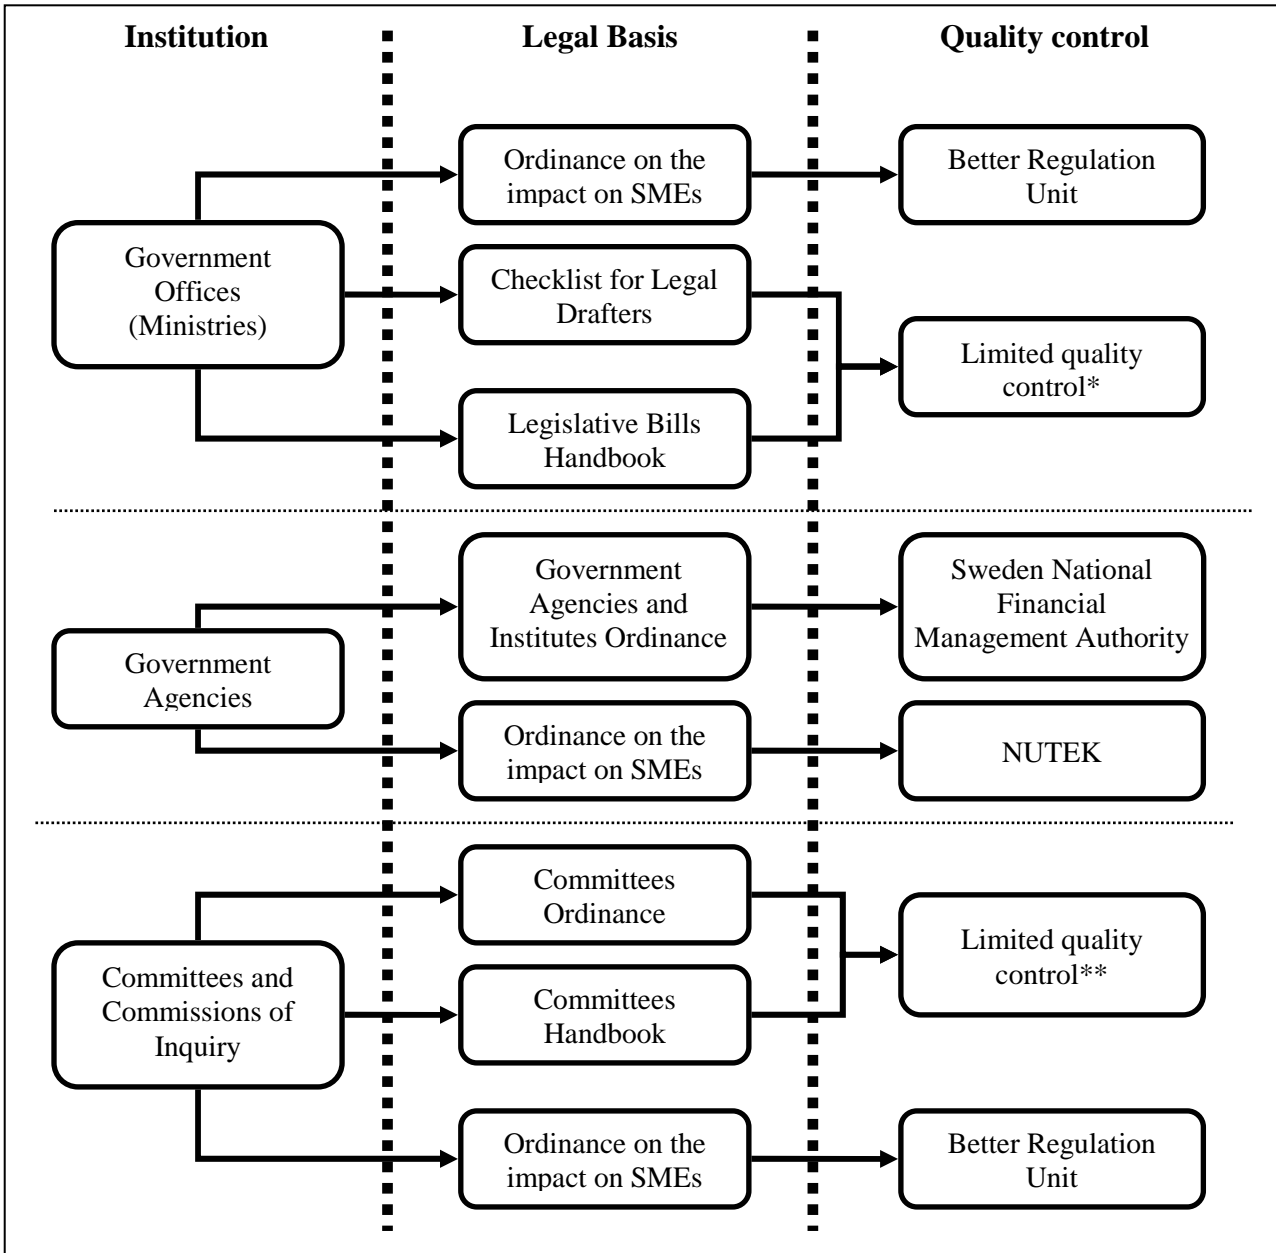 Institution
Legal Basis
Quality control
Ordinance on the
impact on SMEs
Better Regulation
Unit
Government
Offices
(Ministries)
Checklist for Legal
Drafters
Limited quality
control*
Legislative Bills
Handbook
Government
Agencies and
Institutes Ordinance
Sweden National
Financial
Management Authority
Government
Agencies
Ordinance on the
impact on SMEs
NUTEK
Committees
Ordinance
Limited quality
control**
Committees and
Commissions of
Inquiry
Committees
Handbook
Ordinance on the
impact on SMEs
Better Regulation
Unit